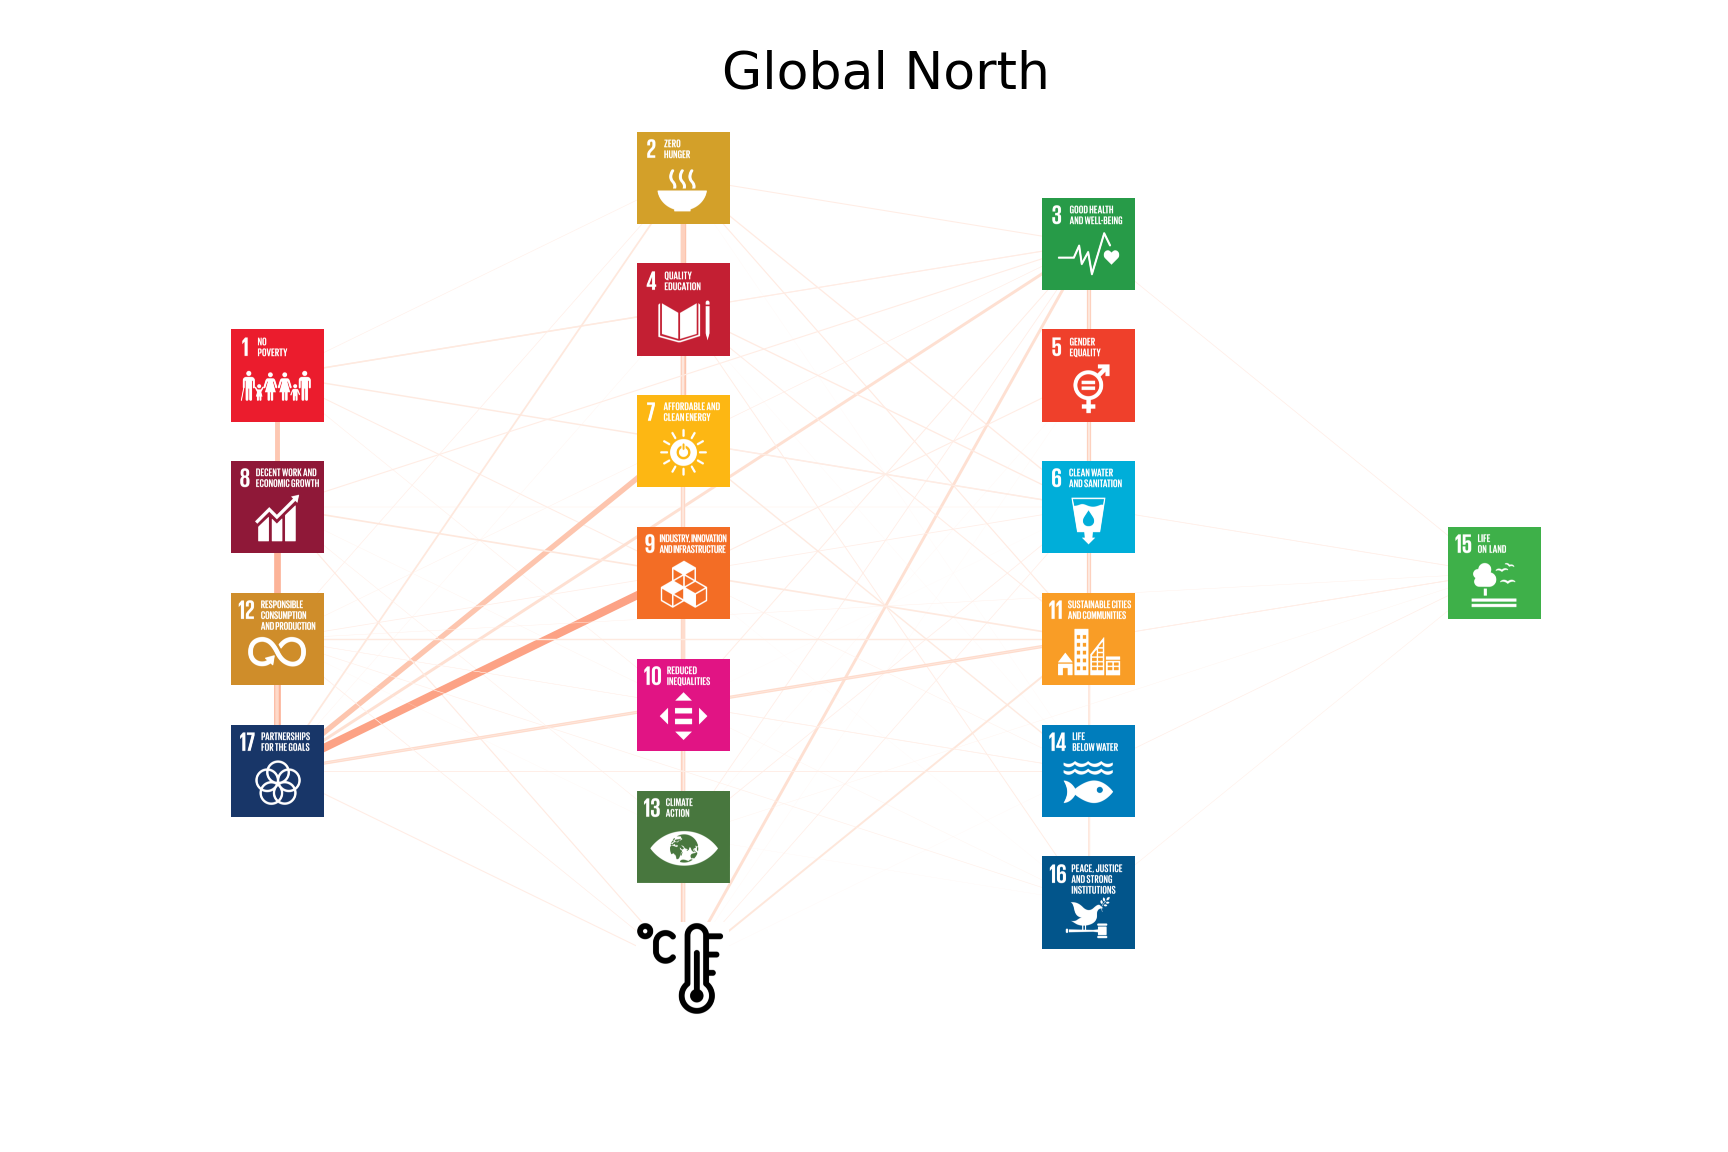 Global North
2 ZERO
HUNGER
3 GOOD HEALTH
AND WELL-BEING
4 QUALITY
EDUCATION
1 NO
POVERTY
5 GENDER
EQUALITY
7 AFFORDABLE AND
CLEAN ENERGY
8 DECENT WORK AND
ECONOMIC GROWTH
6 CLEAN WATER
AND SANITATION
9 INDUSTRY, INNOVATION
AND INFRASTRUCTURE
15 LIFE
ON LAND
12 RESPONSIBLE
CONSUMPTION
AND PRODUCTION
11 SUSTAINABLE CITIES
AND COMMUNITIES
10 REDUCED
INEQUALITIES
17 PARTNERSHIPS
FOR THE GOALS
14 LIFE
BELOW WATER
13 CLIMATE
ACTION
16 PEACE, JUSTICE
AND STRONG
INSTITUTIONS
°C